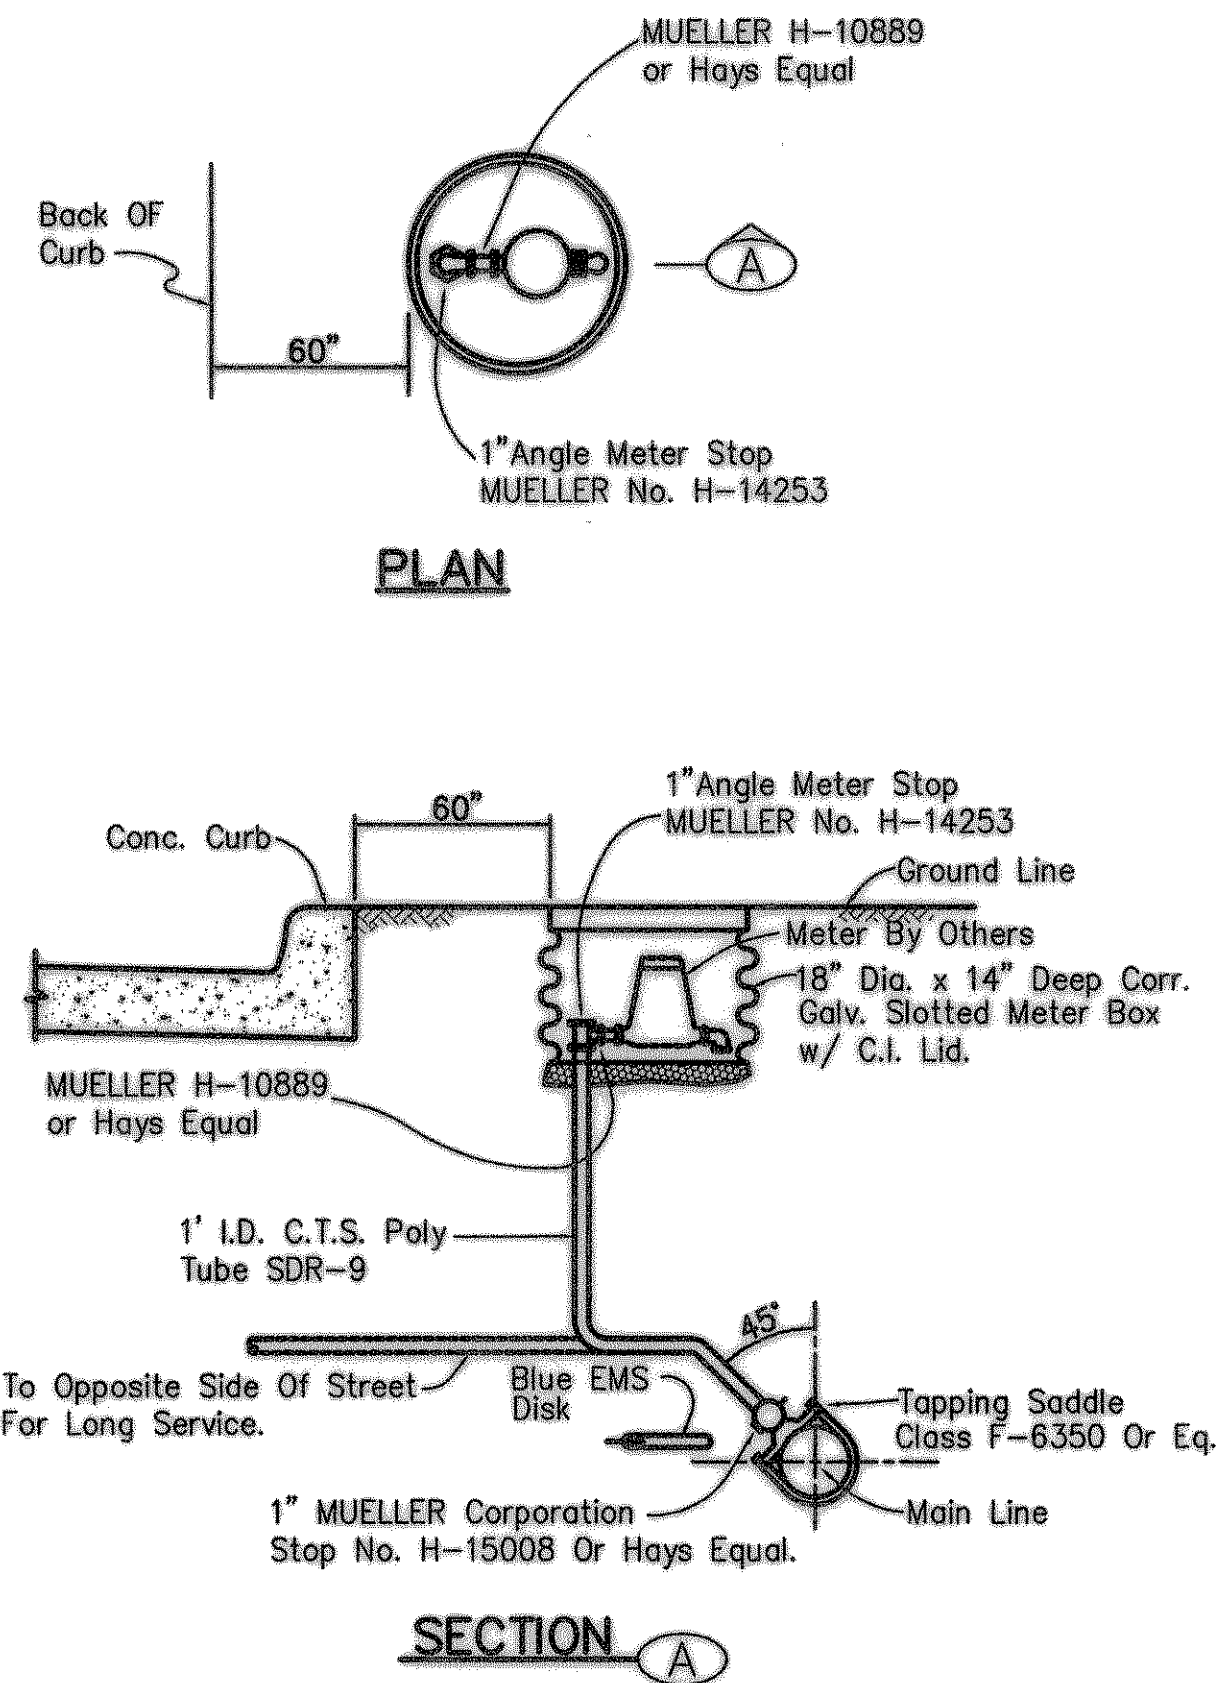 MUELLER H-10889
or Hays Equal
Back OF
Curb
A
60"
1"Angle Meter Stop
MUELLER No. H-14253
PLAN
1"Angle Meter Stop
MUELLER No. H-14253
60"
Conc. Curb
Ground Line
Meter By Others
18" Dia. x 14" Deep Corr.
Galv. Slotted Meter Box
w/ C.I. Lid.
MUELLER H-10889
or Hays Equal
1' I.D. C.T.S. Poly
Tube SDR-9
45°
To Opposite Side Of Street
For Long Service.
Blue EMS
Disk
Tapping Saddle
Class F-6350 Or Eq.
1" MUELLER Corporation
Stop No. H-15008 Or Hays Equal.
Main Line
SECTION A